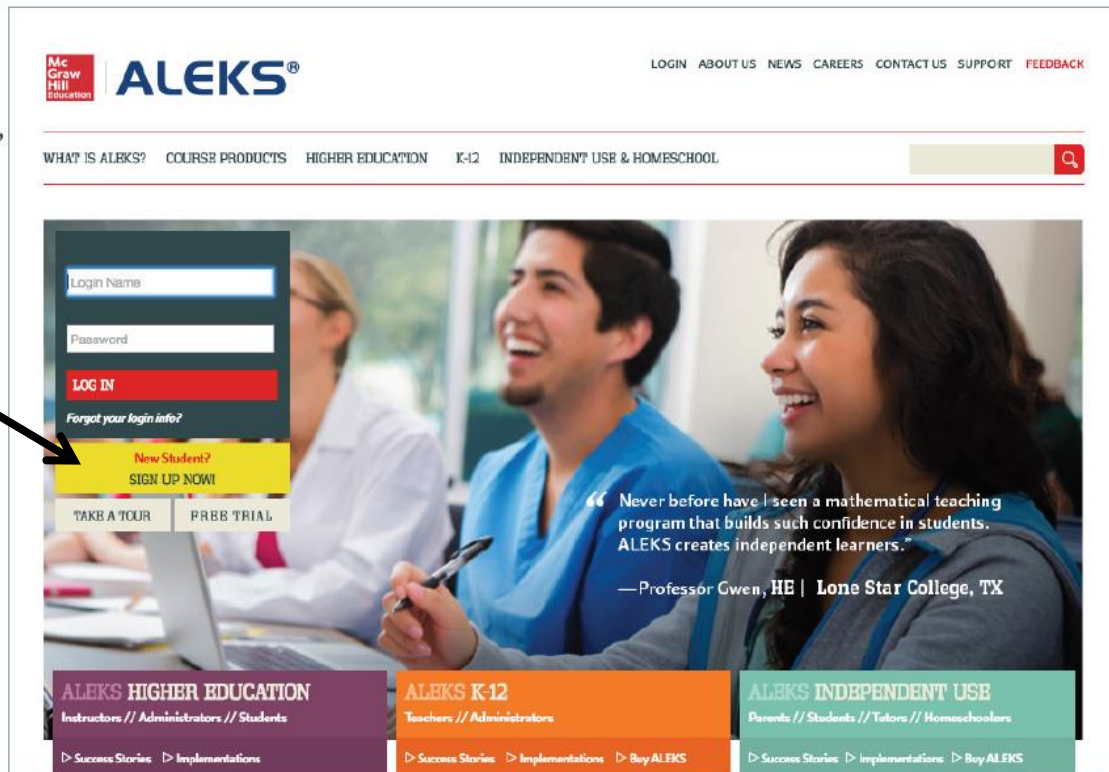 Mc
Graw
Hill
Education
ALEKS®
LOGIN ABOUT US NEWS CAREERS CONTACT US SUPPORT FEEDBACK
,
WHAT IS ALEKS? COURSE PRODUCTS HIGHER EDUCATION K-12 INDEPENDENT USE & HOMESCHOOL
Login Name
Password
LOG IN
Forgot your login info?
New Student?
SIGN UP NOW!
TAKE A TOUR FREE TRIAL
“ Never before have I seen a mathematical teaching
program that builds such confidence in students.
ALEKS creates independent learners.”
—Professor Gwen, HE | Lone Star College, TX
ALEKS HIGHER EDUCATION
Instructors // Administrators // Students
▷ Success Stories ▷ Implementations
ALEKS K-12
Teachers // Administrators
▷ Success Stories ▷ Implementations ▷ Buy ALEKS
ALEKS INDEPENDENT USE
Parents // Students // Tutors // Homeschoolers
▷ Success Stories ▷ Implementations ▷ Buy ALEKS